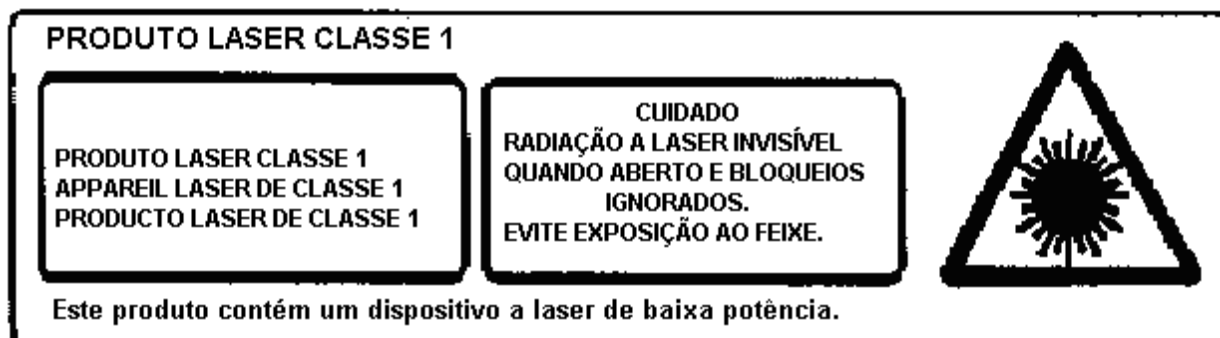 PRODUTO LASER CLASSE 1
PRODUTO LASER CLASSE 1
APPAREIL LASER DE CLASSE 1
PRODUCTO LASER DE CLASSE 1
CUIDADO
RADIAÇÃO A LASER INVISÍVEL
QUANDO ABERTO E BLOQUEIOS
IGNORADOS.
EVITE EXPOSIÇÃO AO FEIXE.
Este produto contém um dispositivo a laser de baixa potência.